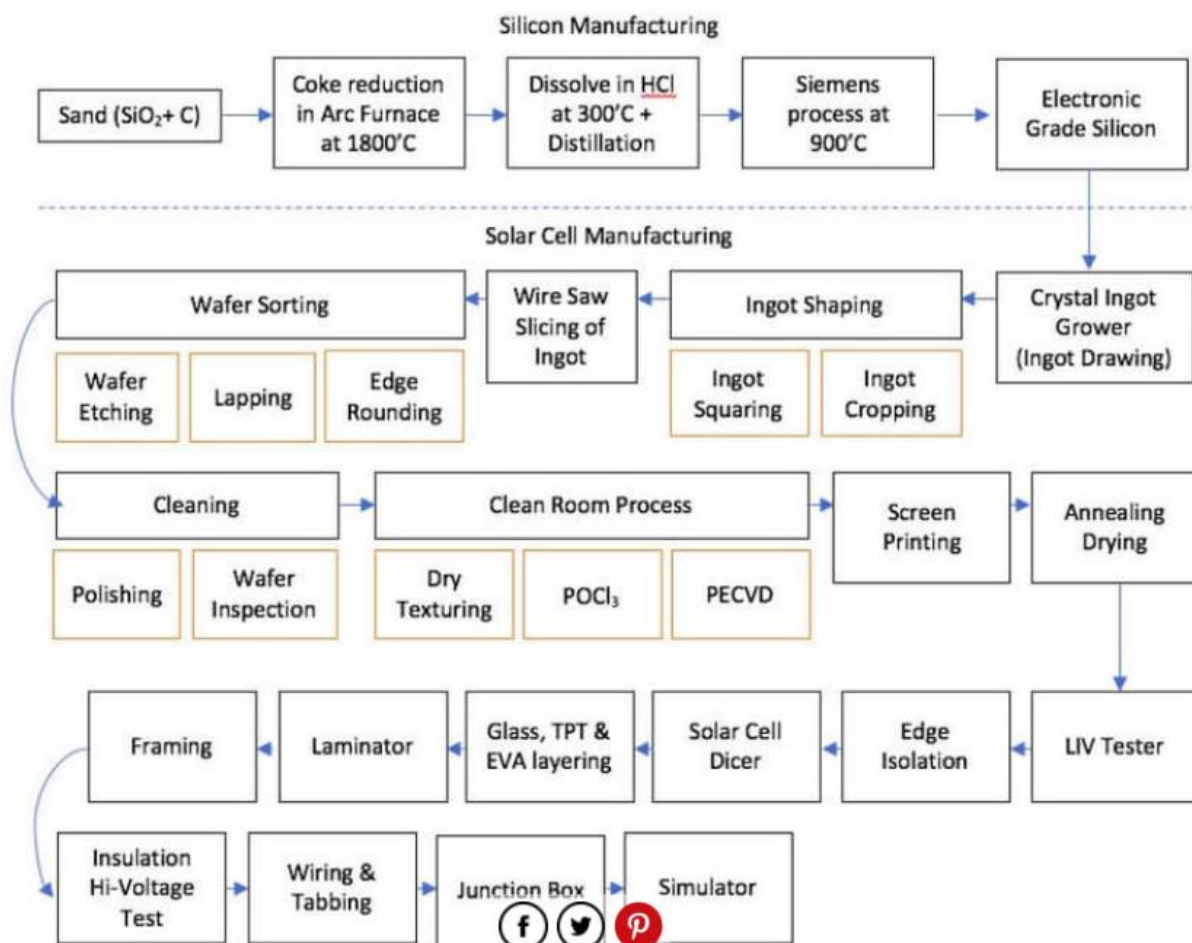 Silicon Manufacturing
Sand (SiO₂+ C)
Coke reduction
in Arc Furnace
at 1800'C
Dissolve in HCl
at 300'C +
Distillation
Siemens
process at
900'C
Electronic
Grade Silicon
Solar Cell Manufacturing
Crystal Ingot
Grower
(Ingot Drawing)
Ingot Shaping
Ingot
Squaring
Ingot
Cropping
Wire Saw
Slicing of
Ingot
Wafer Sorting
Wafer
Etching
Lapping
Edge
Rounding
Cleaning
Polishing
Wafer
Inspection
Clean Room Process
Dry
Texturing
POCl₃
PECVD
Screen
Printing
Annealing
Drying
LIV Tester
Edge
Isolation
Solar Cell
Dicer
Glass, TPT &
EVA layering
Laminator
Framing
Insulation
Hi-Voltage
Test
Wiring &
Tabbing
Junction Box
Simulator